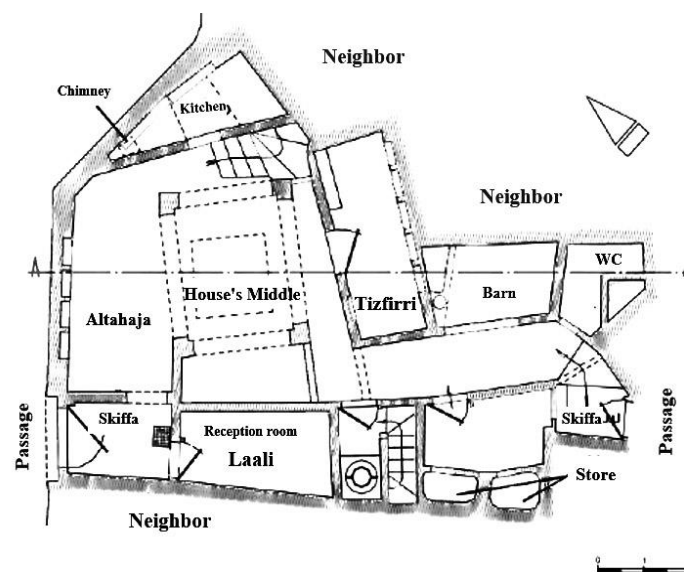 Neighbor
Chimney
Kitchen
Neighbor
WC
House's Middle
Barn
Tizfirri
Altahaja
Skiffa
Reception room
Laali
Skiffa
Passage
Passage
Store
Neighbor
0 1